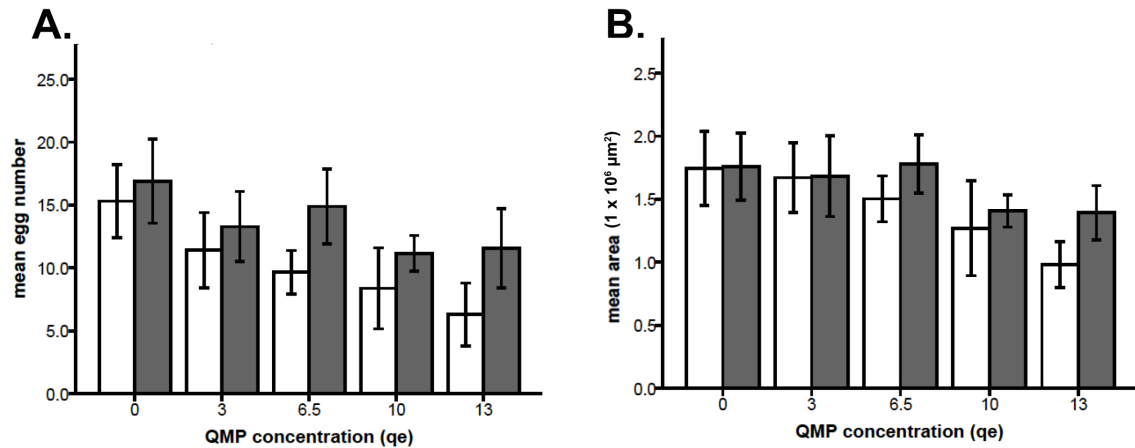 A.
mean egg number
25.0
20.0
15.0
10.0
5.0
0.0
0 3 6.5 10 13
QMP concentration (qe)
B.
mean area (1 x 10⁶ µm²)
2.5
2.0
1.5
1.0
0.5
0.0
0 3 6.5 10 13
QMP concentration (qe)